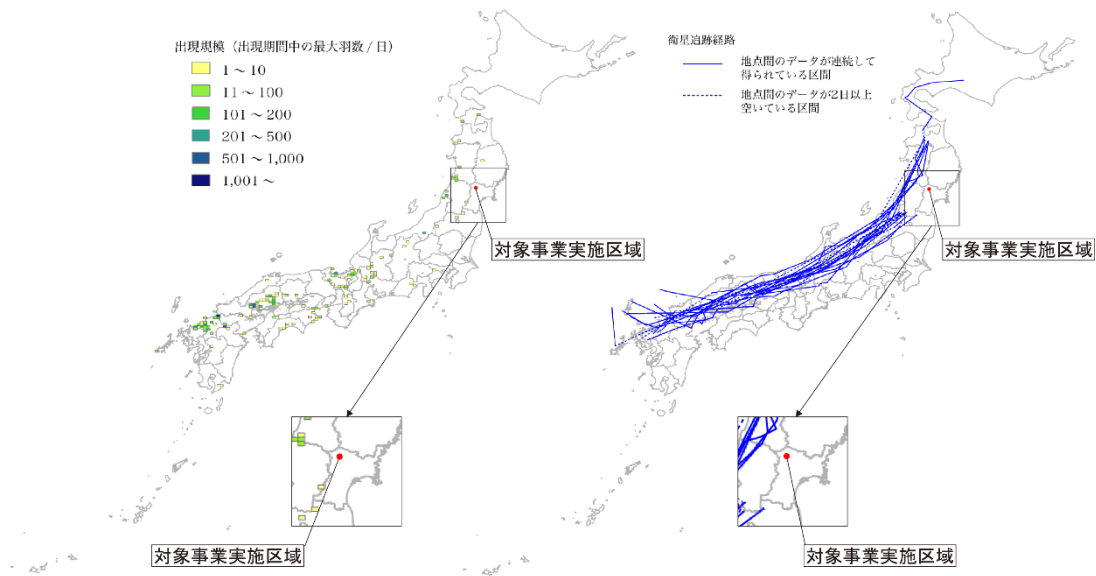 出現規模（出現期間中の最大羽数 / 日）
1 ～ 10
11 ～ 100
101 ～ 200
201 ～ 500
501 ～ 1,000
1,001 ～
対象事業実施区域
対象事業実施区域
衛星追跡経路
地点間のデータが連続して
得られている区間
地点間のデータが2日以上
空いている区間
対象事業実施区域
対象事業実施区域